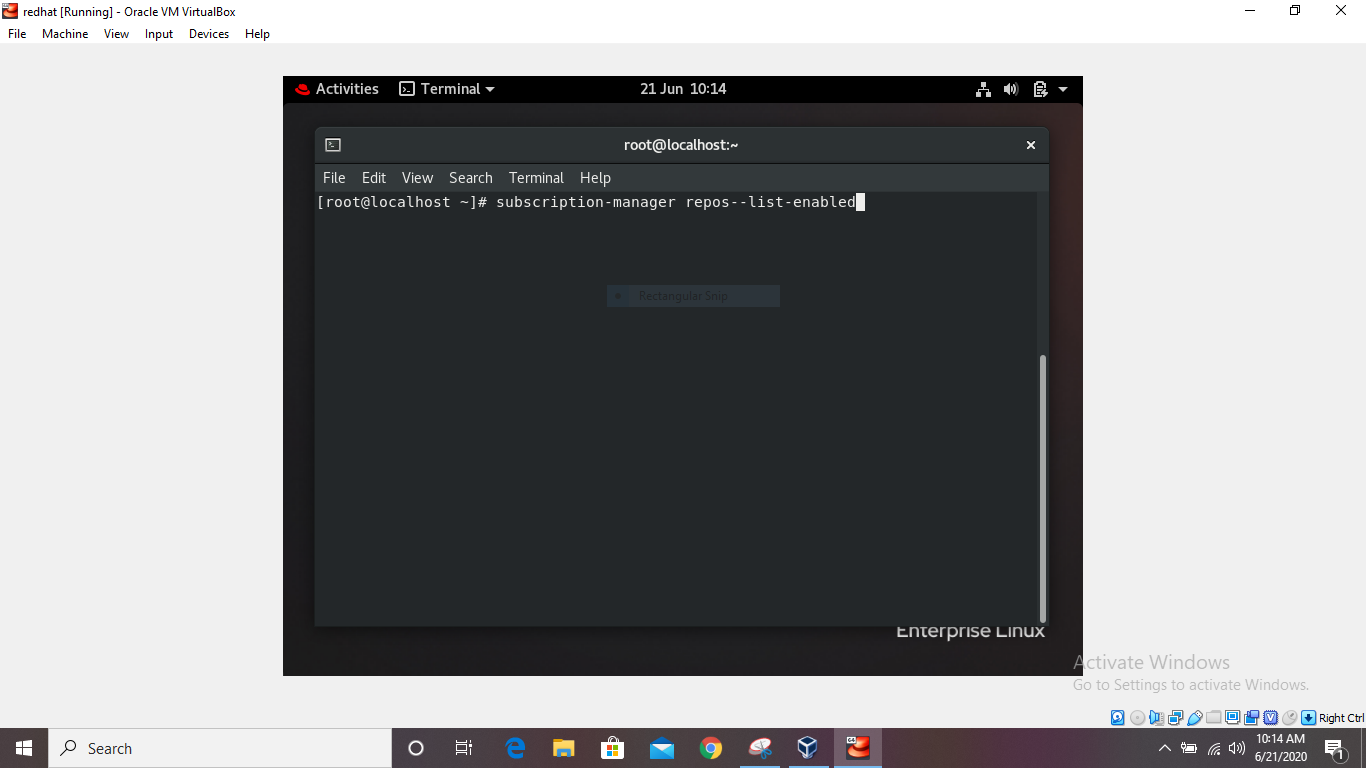 redhat [Running] - Oracle VM VirtualBox
File Machine View Input Devices Help
Activities Terminal 21 Jun 10:14
root@localhost:~
File Edit View Search Terminal Help
[root@localhost ~]# subscription-manager repos--list-enabled
Rectangular Snip
Enterprise Linux
Activate Windows
Go to Settings to activate Windows.
Right Ctrl
Search
10:14 AM
6/21/2020
1